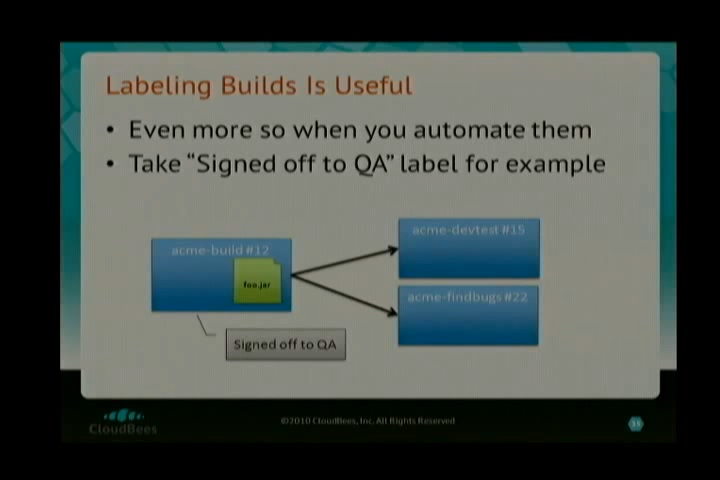 Labeling Builds Is Useful
• Even more so when you automate them
• Take “Signed off to QA” label for example
acme-build #12
foo.jar
acme-devtest #15
acme-findbugs #22
Signed off to QA
CloudBees
©2010 CloudBees, Inc. All Rights Reserved